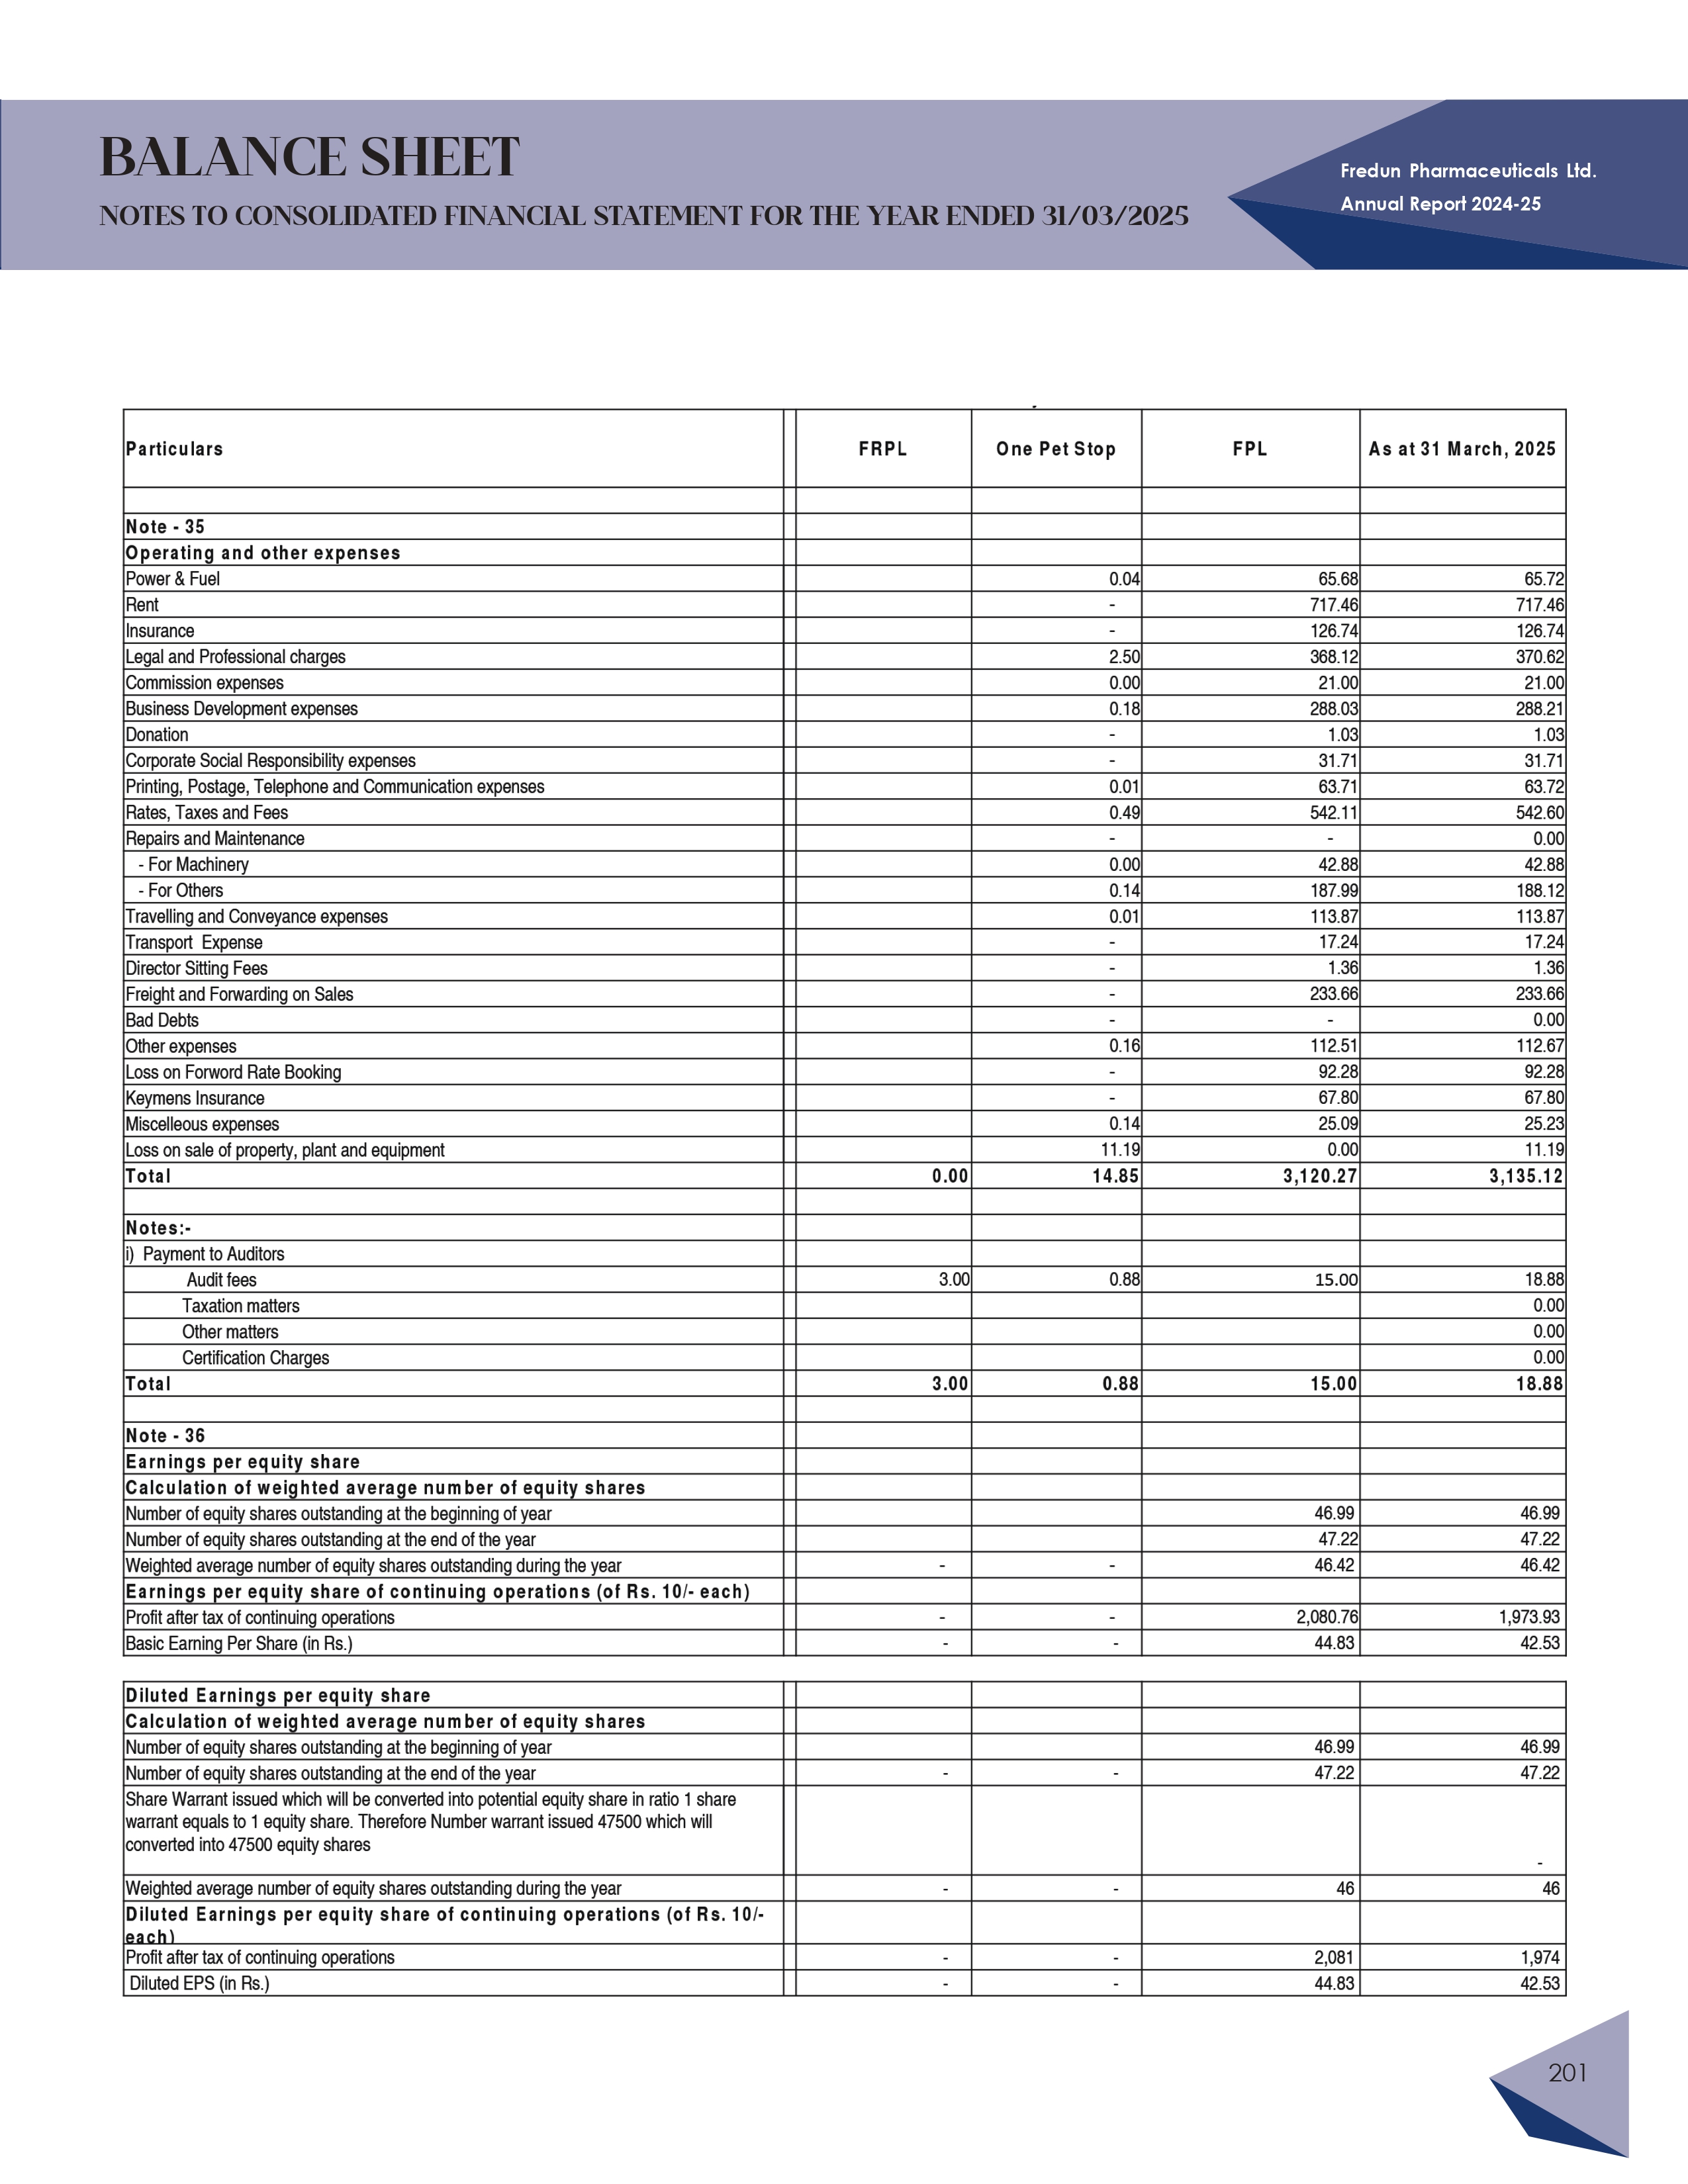 BALANCE SHEET
NOTES TO CONSOLIDATED FINANCIAL STATEMENT FOR THE YEAR ENDED 31/03/2025
Fredun Pharmaceuticals Ltd.
Annual Report 2024-25
Particulars FRPL One Pet Stop FPL As at 31 March, 2025
Note - 35
Operating and other expenses
Power & Fuel 0.04 65.68 65.72
Rent - 717.46 717.46
Insurance - 126.74 126.74
Legal and Professional charges 2.50 368.12 370.62
Commission expenses 0.00 21.00 21.00
Business Development expenses 0.18 288.03 288.21
Donation - 1.03 1.03
Corporate Social Responsibility expenses - 31.71 31.71
Printing, Postage, Telephone and Communication expenses 0.01 63.71 63.72
Rates, Taxes and Fees 0.49 542.11 542.60
Repairs and Maintenance - - 0.00
- For Machinery 0.00 42.88 42.88
- For Others 0.14 187.99 188.12
Travelling and Conveyance expenses 0.01 113.87 113.87
Transport Expense - 17.24 17.24
Director Sitting Fees - 1.36 1.36
Freight and Forwarding on Sales - 233.66 233.66
Bad Debts - - 0.00
Other expenses 0.16 112.51 112.67
Loss on Forword Rate Booking - 92.28 92.28
Keymens Insurance - 67.80 67.80
Miscelleous expenses 0.14 25.09 25.23
Loss on sale of property, plant and equipment 11.19 0.00 11.19
Total 0.00 14.85 3,120.27 3,135.12
Notes:-
i) Payment to Auditors
Audit fees 3.00 0.88 15.00 18.88
Taxation matters 0.00
Other matters 0.00
Certification Charges 0.00
Total 3.00 0.88 15.00 18.88
Note - 36
Earnings per equity share
Calculation of weighted average number of equity shares
Number of equity shares outstanding at the beginning of year 46.99 46.99
Number of equity shares outstanding at the end of the year 47.22 47.22
Weighted average number of equity shares outstanding during the year - - 46.42 46.42
Earnings per equity share of continuing operations (of Rs. 10/- each)
Profit after tax of continuing operations - - 2,080.76 1,973.93
Basic Earning Per Share (in Rs.) - - 44.83 42.53
Diluted Earnings per equity share
Calculation of weighted average number of equity shares
Number of equity shares outstanding at the beginning of year 46.99 46.99
Number of equity shares outstanding at the end of the year - - 47.22 47.22
Share Warrant issued which will be converted into potential equity share in ratio 1 share
warrant equals to 1 equity share. Therefore Number warrant issued 47500 which will
converted into 47500 equity shares
-
Weighted average number of equity shares outstanding during the year - - 46 46
Diluted Earnings per equity share of continuing operations (of Rs. 10/-
each)
Profit after tax of continuing operations - - 2,081 1,974
Diluted EPS (in Rs.) - - 44.83 42.53
201